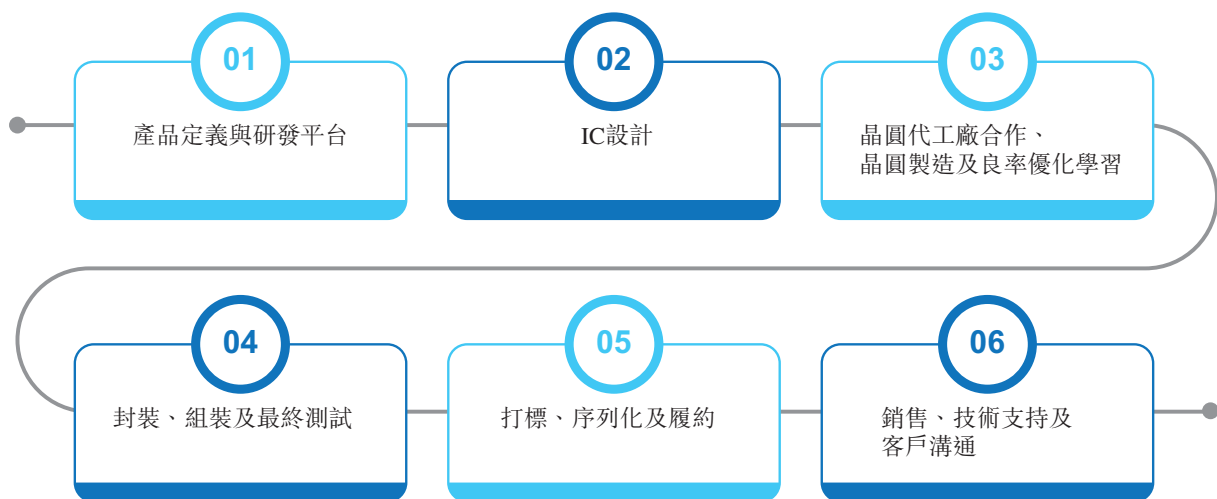 01
產品定義與研發平台
02
IC設計
03
晶圓代工廠合作、
晶圓製造及良率優化學習
04
封裝、組裝及最終測試
05
打標、序列化及履約
06
銷售、技術支持及
客戶溝通